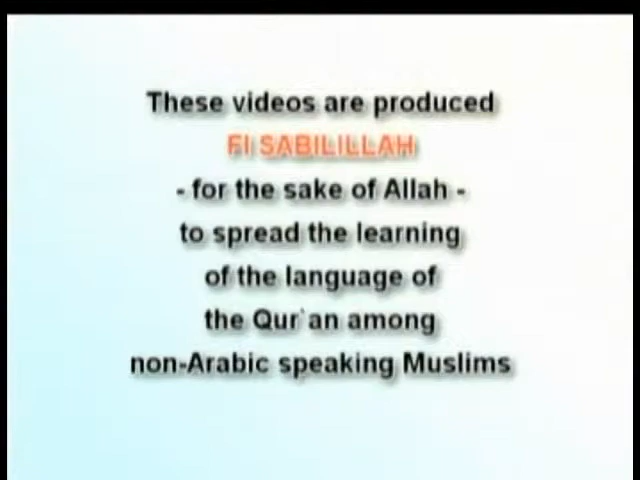 These videos are produced
FI SABILILLAH
- for the sake of Allah -
to spread the learning
of the language of
the Qur`an among
non-Arabic speaking Muslims